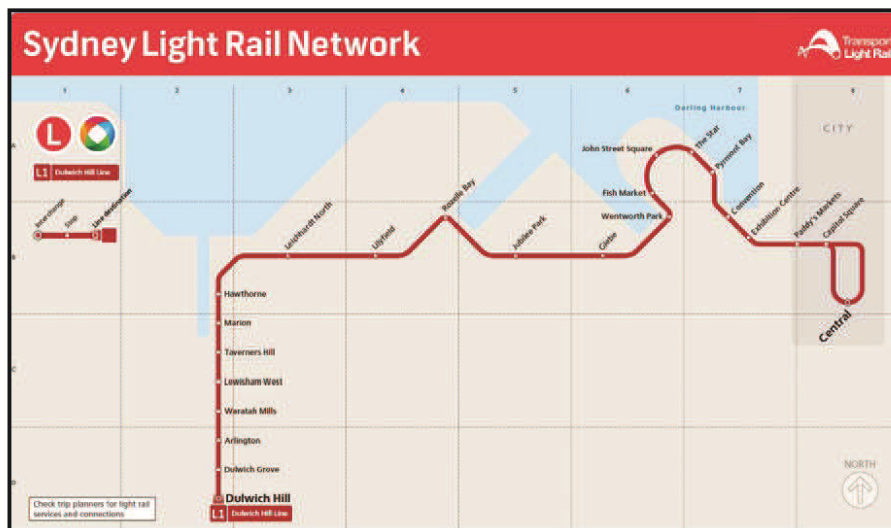 Sydney Light Rail Network
Transport
Light Rail
1 2 3 4 5 6 7 8
Darling Harbour
A
CITY
L
L1 Dulwich Hill Line
John Street Square
The Star
Pyrmont Bay
Fish Market
Interchange
Stop
Line destination
Rozelle Bay
Wentworth Park
Convention
Exhibition Centre
Paddy's Markets
Capitol Square
Leichhardt North
Lilyfield
Jubilee Park
Glebe
B
Hawthorne
Central
Marion
Taverners Hill
C
Lewisham West
Waratah Mills
Arlington
Dulwich Grove
NORTH
D
Dulwich Hill
L1 Dulwich Hill Line
Check trip planners for light rail
services and connections